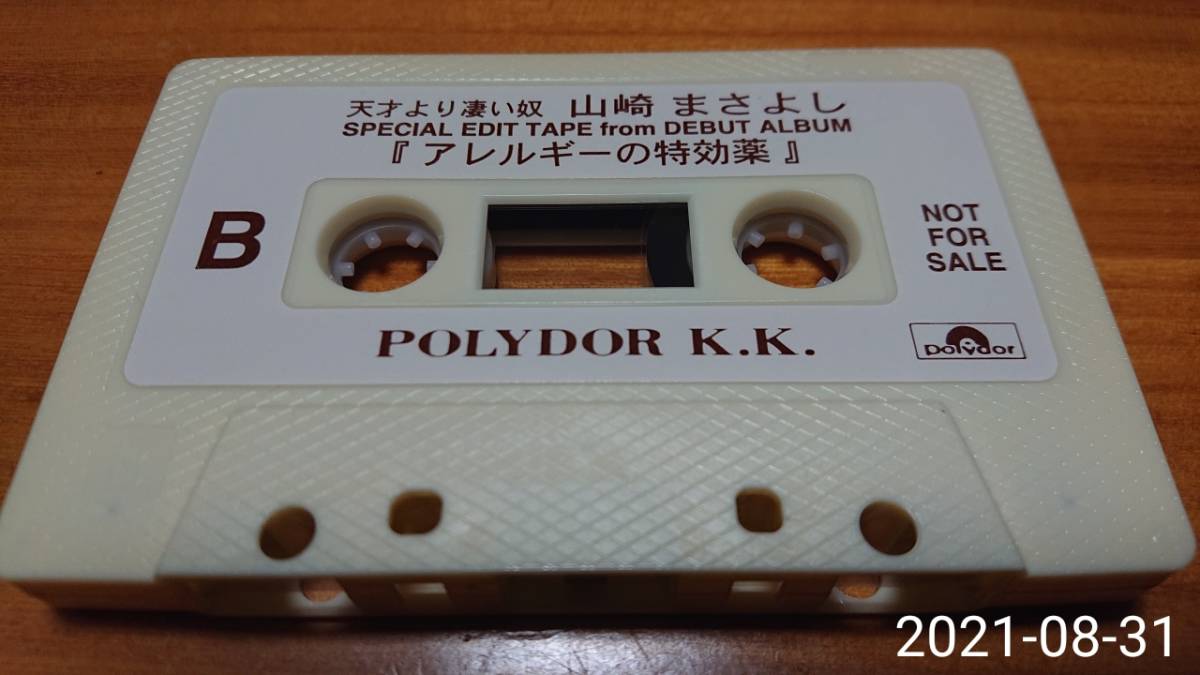 天才より凄い奴 山崎 まさよし
SPECIAL EDIT TAPE from DEBUT ALBUM
『アレルギーの特効薬』
B
NOT
FOR
SALE
POLYDOR K.K.
Polydor
2021-08-31